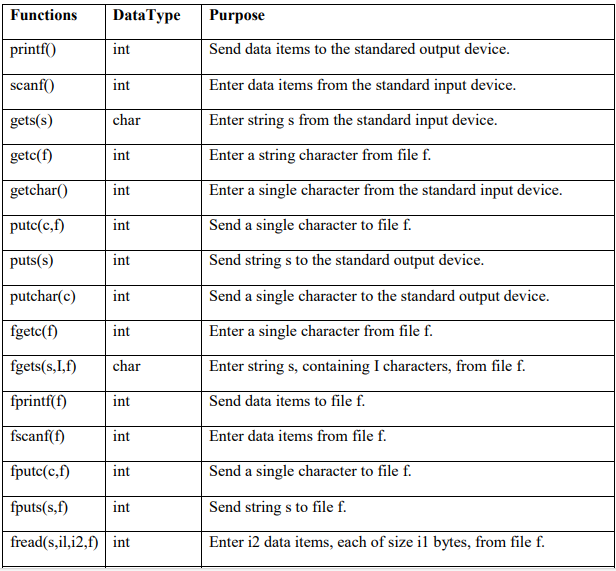 Functions DataType Purpose
printf() int Send data items to the standared output device.
scanf() int Enter data items from the standard input device.
gets(s) char Enter string s from the standard input device.
getc(f) int Enter a string character from file f.
getchar() int Enter a single character from the standard input device.
putc(c,f) int Send a single character to file f.
puts(s) int Send string s to the standard output device.
putchar(c) int Send a single character to the standard output device.
fgetc(f) int Enter a single character from file f.
fgets(s,I,f) char Enter string s, containing I characters, from file f.
fprintf(f) int Send data items to file f.
fscanf(f) int Enter data items from file f.
fputc(c,f) int Send a single character to file f.
fputs(s,f) int Send string s to file f.
fread(s,il,i2,f) int Enter i2 data items, each of size i1 bytes, from file f.